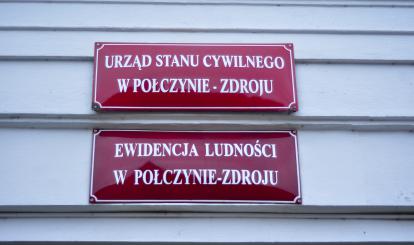 URZĄD STANU CYWILNEGO
W POŁCZYNIE - ZDROJU
EWIDENCJA LUDNOŚCI
W POŁCZYNIE-ZDROJU